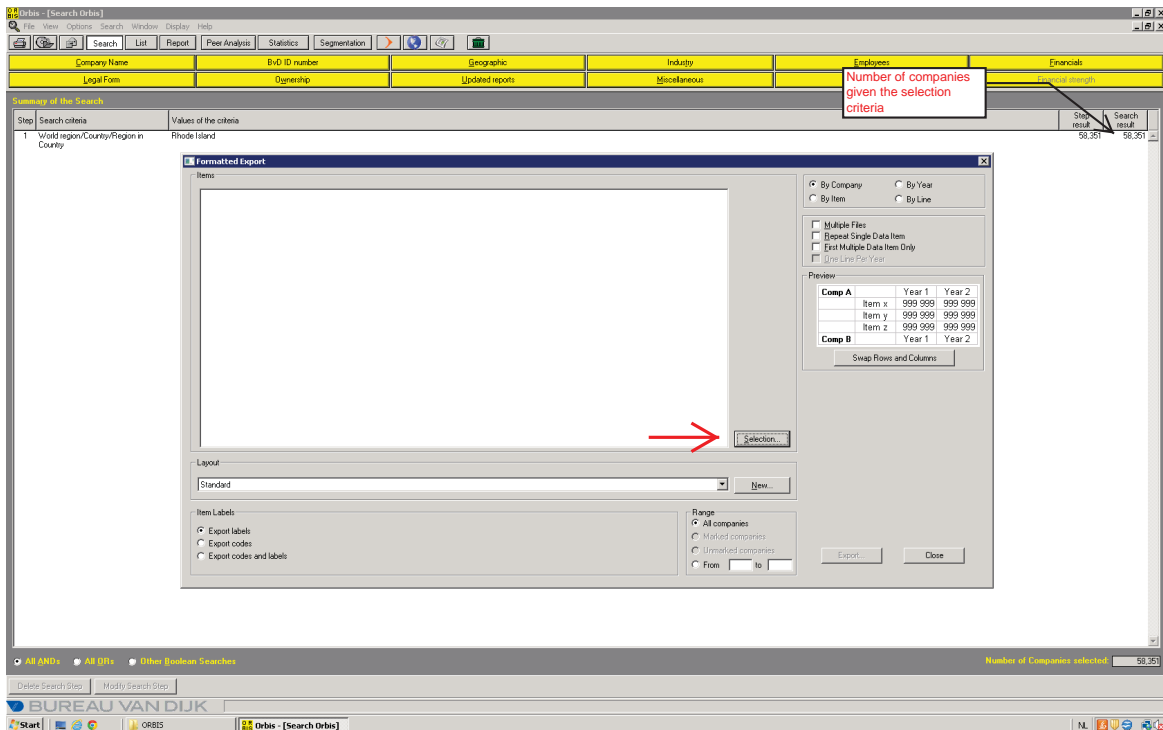 Orbis - [Search Orbis]
File View Options Search Window Display Help
Search List Report Peer Analysis Statistics Segmentation
Company Name BvD ID number Geographic Industry Employees Financials
Legal Form Ownership Updated reports Miscellaneous Financial strength
Number of companies
given the selection
criteria
Summary of the Search
Step Search criteria Values of the criteria Step result Search result
1 World region/Country/Region in Country Rhode Island 58,351 58,351
Formatted Export
Items
Selection...
By Company By Year
By Item By Line
Multiple Files
Repeat Single Data Item
First Multiple Data Item Only
One Line Per Year
Preview
Comp A Year 1 Year 2
Item x 999 999 999 999
Item y 999 999 999 999
Item z 999 999 999 999
Comp B Year 1 Year 2
Swap Rows and Columns
Layout
Standard New...
Item Labels
Export labels
Export codes
Export codes and labels
Range
All companies
Marked companies
Unmarked companies
From to
Export... Close
All ANDs All ORs Other Boolean Searches Number of Companies selected: 58,351
Delete Search Step Modify Search Step
BUREAU VAN DIJK
Start ORBIS Orbis - [Search Orbis] NL